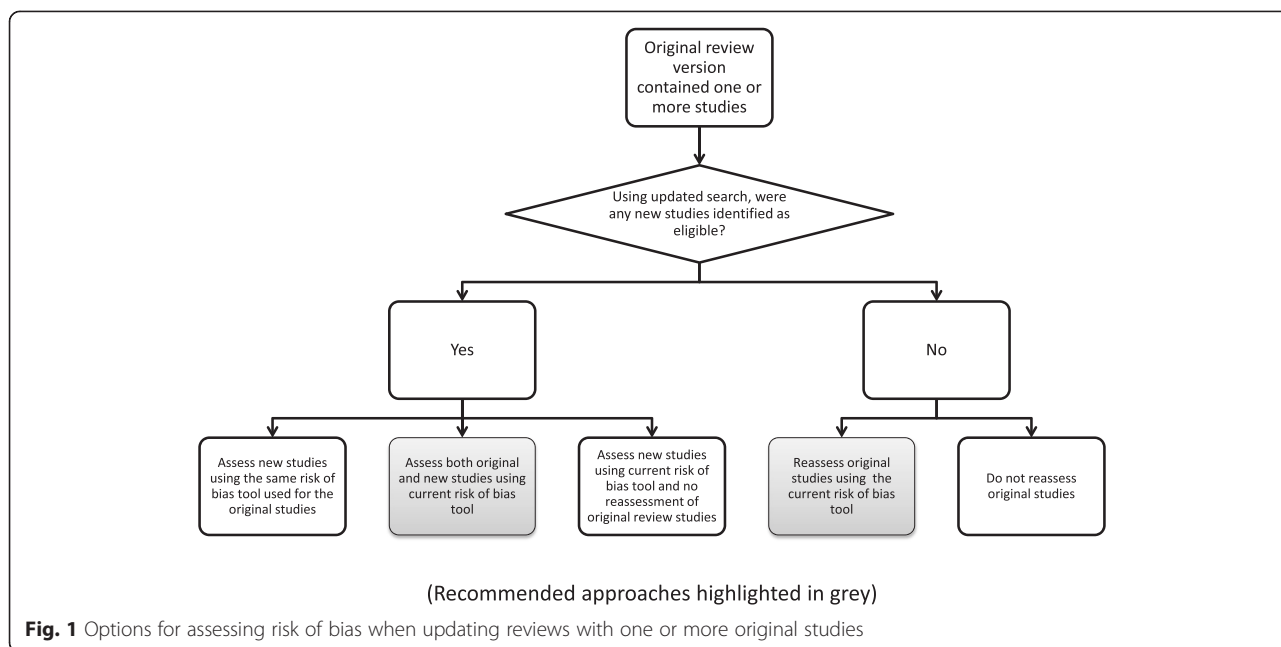 Original review
version
contained one or
more studies
Using updated search, were
any new studies identified as
eligible?
Yes
No
Assess new studies
using the same risk of
bias tool used for the
original studies
Assess both original
and new studies using
current risk of bias
tool
Assess new studies
using current risk of
bias tool and no
reassessment of
original review studies
Reassess original
studies using the
current risk of bias
tool
Do not reassess
original studies
(Recommended approaches highlighted in grey)
Fig. 1 Options for assessing risk of bias when updating reviews with one or more original studies